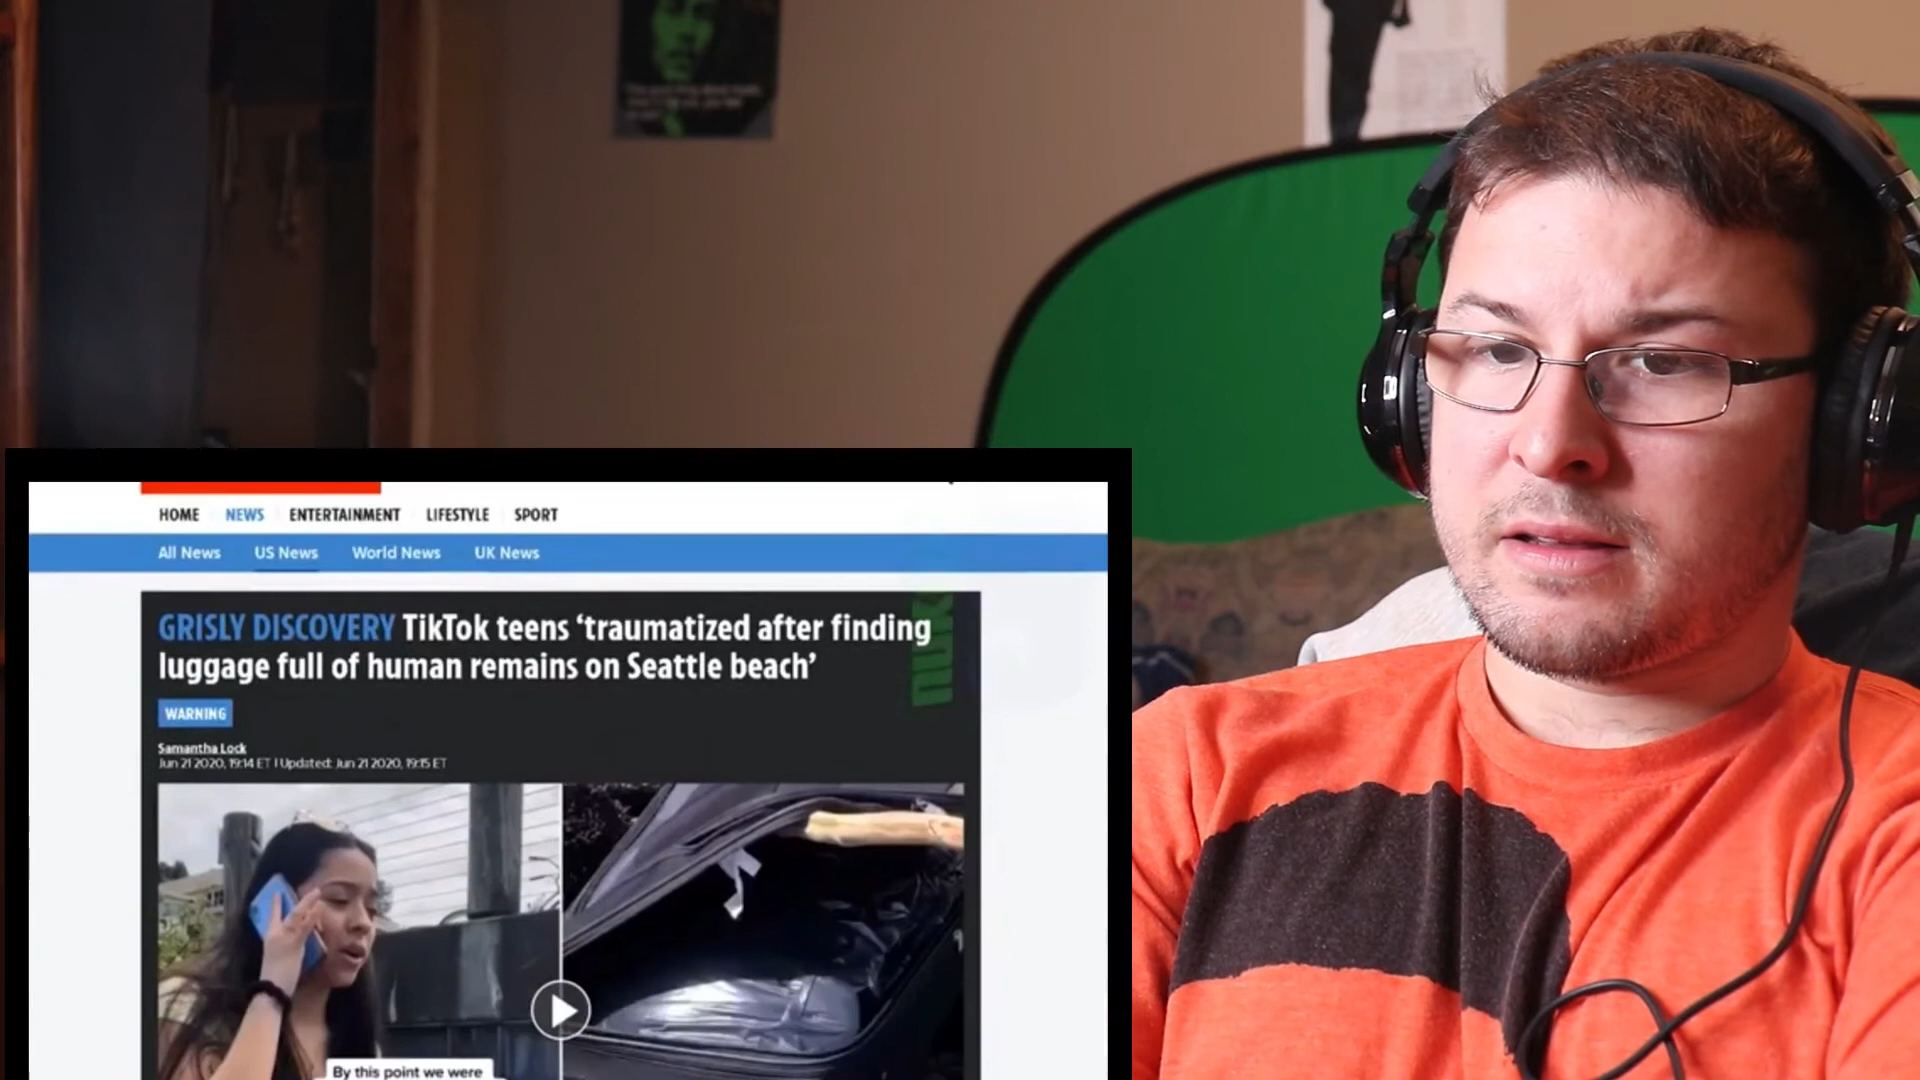 HOME NEWS ENTERTAINMENT LIFESTYLE SPORT
All News US News World News UK News
GRISLY DISCOVERY TikTok teens ‘traumatized after finding
luggage full of human remains on Seattle beach’
WARNING
Samantha Lock
Jun 21 2020, 19:14 ET | Updated: Jun 21 2020, 19:15 ET
By this point we were